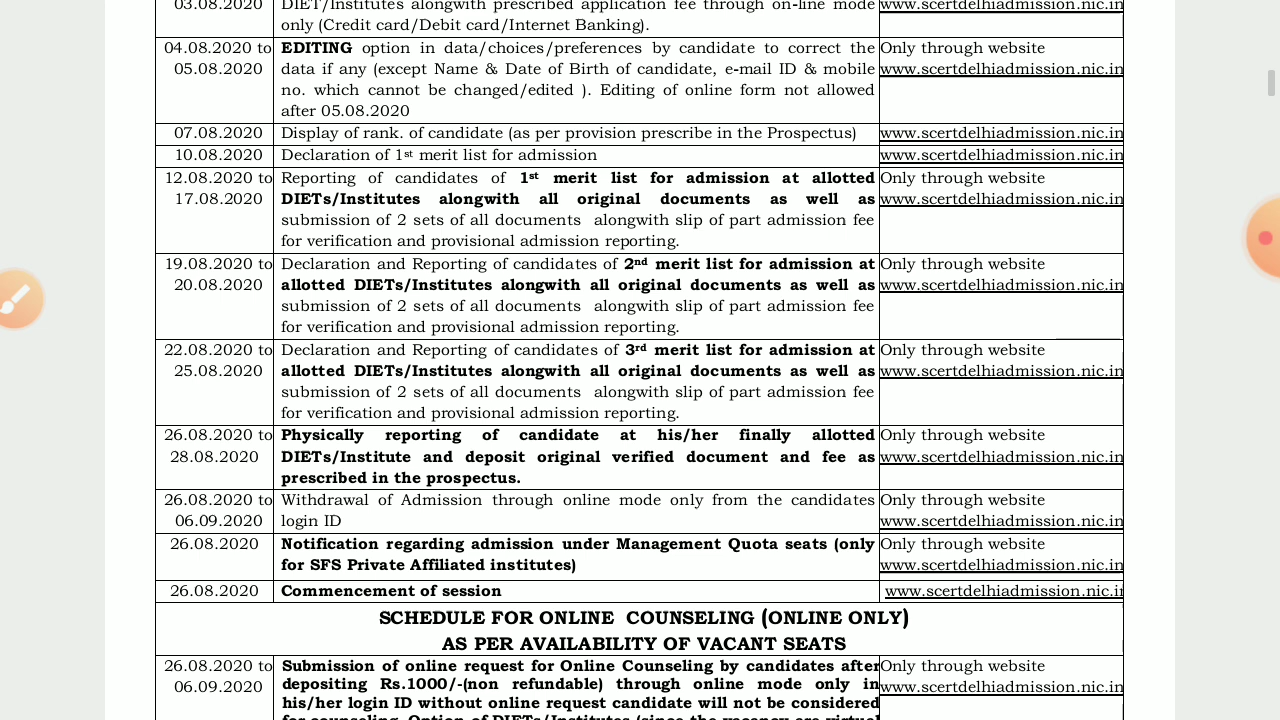 03.08.2020 DIET/Institutes alongwith prescribed application fee through on-line mode www.scertdelhiadmission.nic.in
only (Credit card/Debit card/Internet Banking).
04.08.2020 to EDITING option in data/choices/preferences by candidate to correct the Only through website
05.08.2020 data if any (except Name & Date of Birth of candidate, e-mail ID & mobile www.scertdelhiadmission.nic.in
no. which cannot be changed/edited ). Editing of online form not allowed
after 05.08.2020
07.08.2020 Display of rank. of candidate (as per provision prescribe in the Prospectus) www.scertdelhiadmission.nic.in
10.08.2020 Declaration of 1st merit list for admission www.scertdelhiadmission.nic.in
12.08.2020 to Reporting of candidates of 1st merit list for admission at allotted Only through website
17.08.2020 DIETs/Institutes alongwith all original documents as well as www.scertdelhiadmission.nic.in
submission of 2 sets of all documents alongwith slip of part admission fee
for verification and provisional admission reporting.
19.08.2020 to Declaration and Reporting of candidates of 2nd merit list for admission at Only through website
20.08.2020 allotted DIETs/Institutes alongwith all original documents as well as www.scertdelhiadmission.nic.in
submission of 2 sets of all documents alongwith slip of part admission fee
for verification and provisional admission reporting.
22.08.2020 to Declaration and Reporting of candidates of 3rd merit list for admission at Only through website
25.08.2020 allotted DIETs/Institutes alongwith all original documents as well as www.scertdelhiadmission.nic.in
submission of 2 sets of all documents alongwith slip of part admission fee
for verification and provisional admission reporting.
26.08.2020 to Physically reporting of candidate at his/her finally allotted Only through website
28.08.2020 DIETs/Institute and deposit original verified document and fee as www.scertdelhiadmission.nic.in
prescribed in the prospectus.
26.08.2020 to Withdrawal of Admission through online mode only from the candidates Only through website
06.09.2020 login ID www.scertdelhiadmission.nic.in
26.08.2020 Notification regarding admission under Management Quota seats (only Only through website
for SFS Private Affiliated institutes) www.scertdelhiadmission.nic.in
26.08.2020 Commencement of session www.scertdelhiadmission.nic.in
SCHEDULE FOR ONLINE COUNSELING (ONLINE ONLY)
AS PER AVAILABILITY OF VACANT SEATS
26.08.2020 to Submission of online request for Online Counseling by candidates after Only through website
06.09.2020 depositing Rs.1000/-(non refundable) through online mode only in www.scertdelhiadmission.nic.in
his/her login ID without online request candidate will not be considered
for counseling. Option of DIETs/Institutes (since the vacancy are virtual